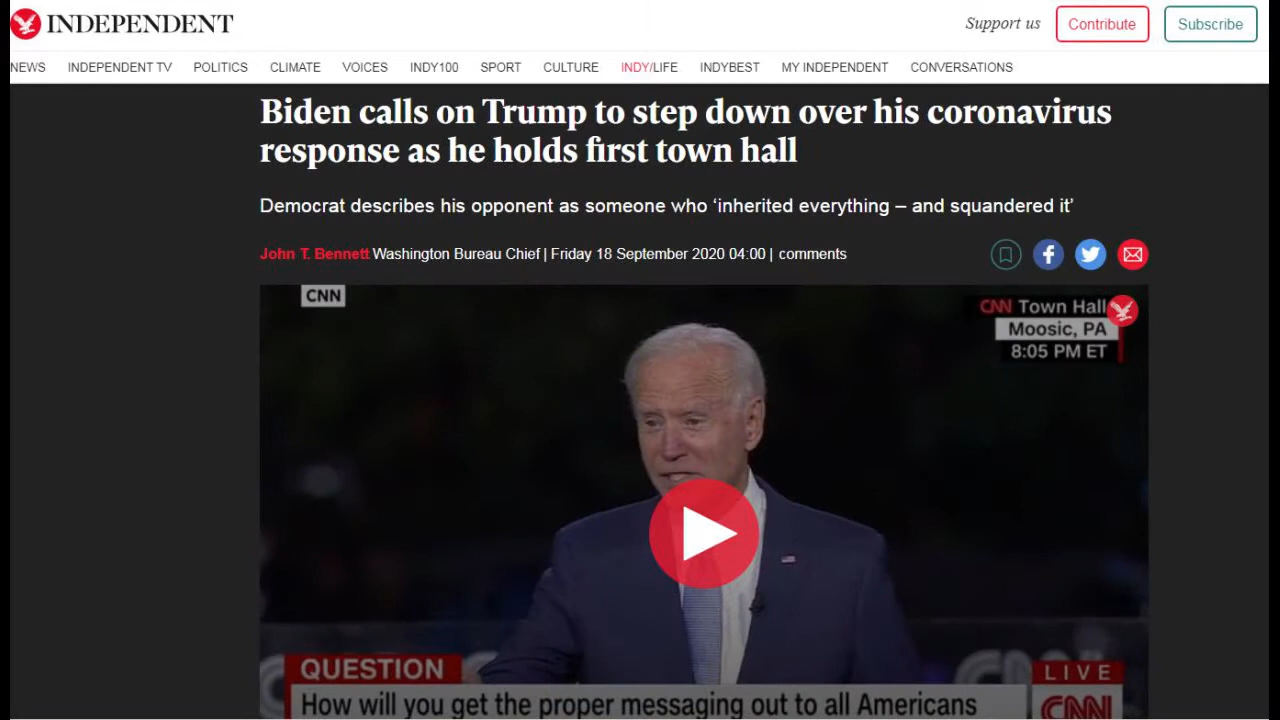 INDEPENDENT
Support us
Contribute
Subscribe
NEWS INDEPENDENT TV POLITICS CLIMATE VOICES INDY100 SPORT CULTURE INDY/LIFE INDYBEST MY INDEPENDENT CONVERSATIONS
Biden calls on Trump to step down over his coronavirus
response as he holds first town hall
Democrat describes his opponent as someone who ‘inherited everything – and squandered it’
John T. Bennett Washington Bureau Chief | Friday 18 September 2020 04:00 | comments
CNN
CNN Town Hall
Moosic, PA
8:05 PM ET
QUESTION
How will you get the proper messaging out to all Americans
LIVE
CNN